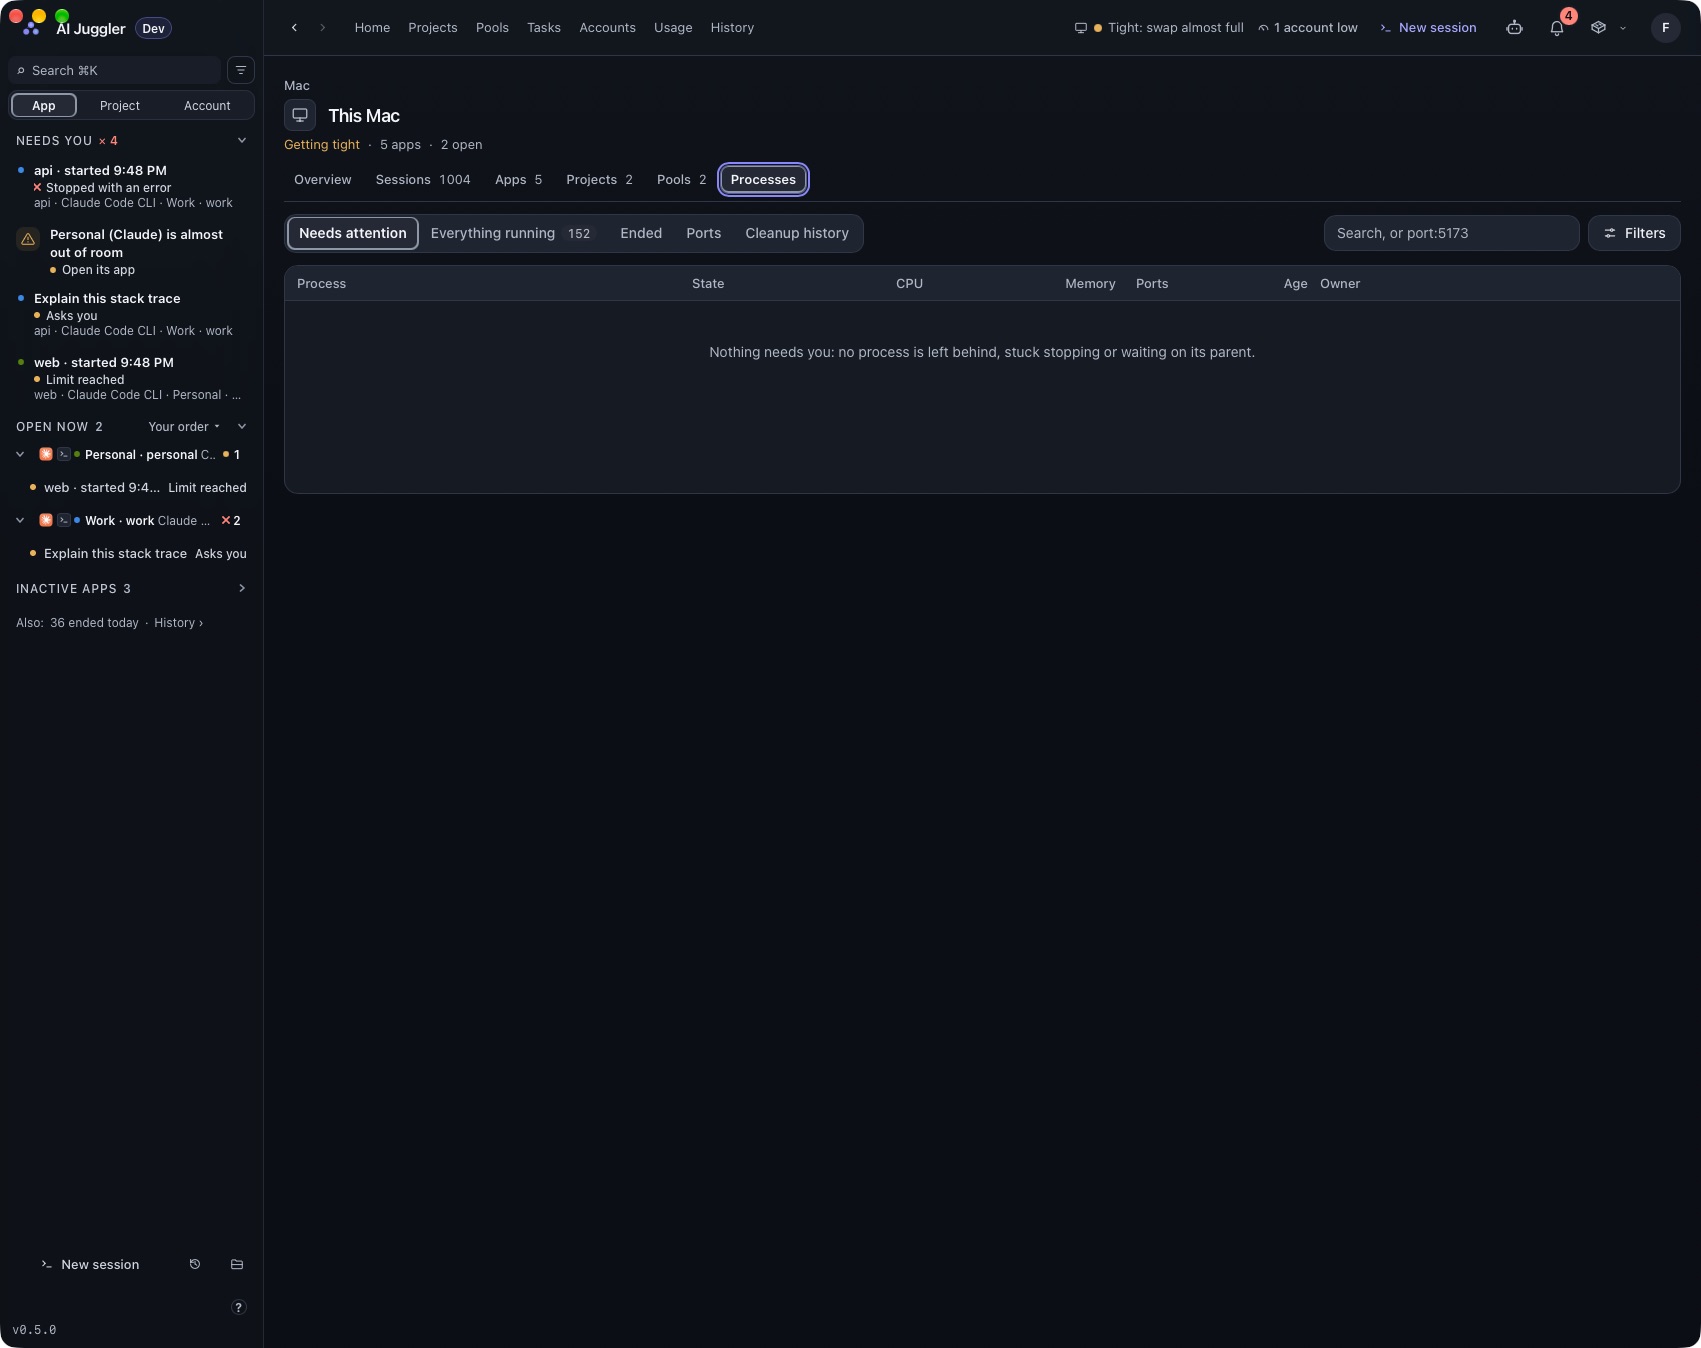 AI Juggler Dev
Search ⌘K
App Project Account
NEEDS YOU × 4
api · started 9:48 PM
Stopped with an error
api · Claude Code CLI · Work · work
Personal (Claude) is almost
out of room
Open its app
Explain this stack trace
Asks you
api · Claude Code CLI · Work · work
web · started 9:48 PM
Limit reached
web · Claude Code CLI · Personal · ...
OPEN NOW 2 Your order
Personal · personal C.. 1
web · started 9:4... Limit reached
Work · work Claude ... ×2
Explain this stack trace Asks you
INACTIVE APPS 3
Also: 36 ended today · History ›
New session
?
v0.5.0
Home Projects Pools Tasks Accounts Usage History
Tight: swap almost full 1 account low New session 4 F
Mac
This Mac
Getting tight · 5 apps · 2 open
Overview Sessions 1004 Apps 5 Projects 2 Pools 2 Processes
Needs attention Everything running 152 Ended Ports Cleanup history
Search, or port:5173 Filters
Process State CPU Memory Ports Age Owner
Nothing needs you: no process is left behind, stuck stopping or waiting on its parent.